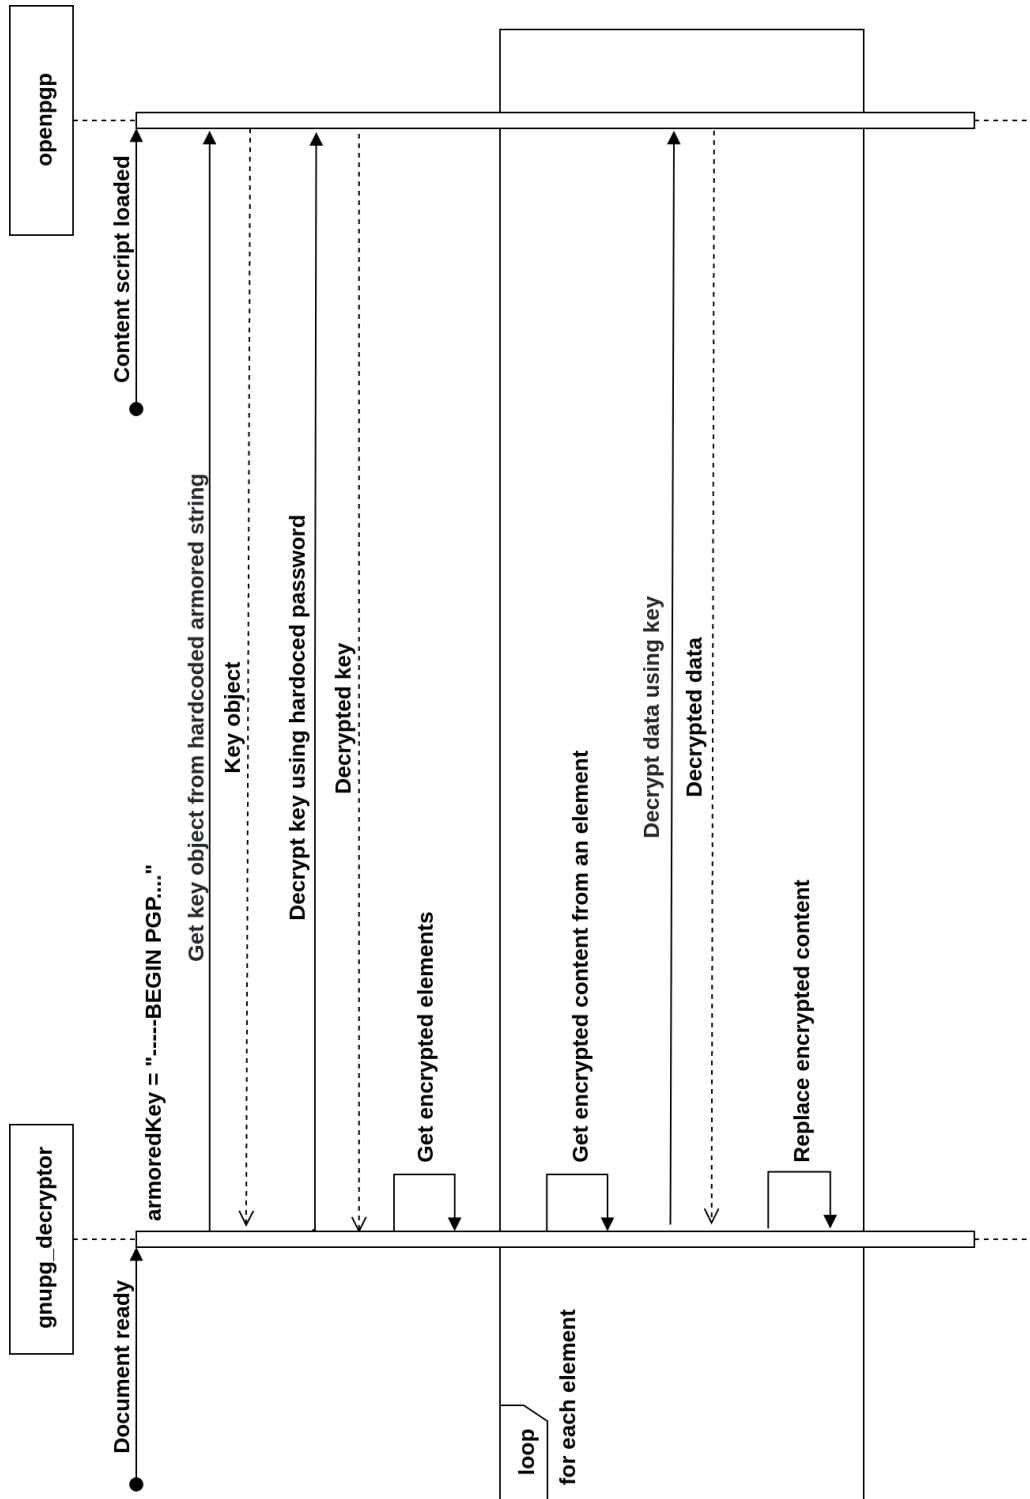 gnupg_decryptor
openpgp
Document ready
Content script loaded
armoredKey = "-----BEGIN PGP...."
Get key object from hardcoded armored string
Key object
Decrypt key using hardoced password
Decrypted key
Get encrypted elements
loop
for each element
Get encrypted content from an element
Decrypt data using key
Decrypted data
Replace encrypted content